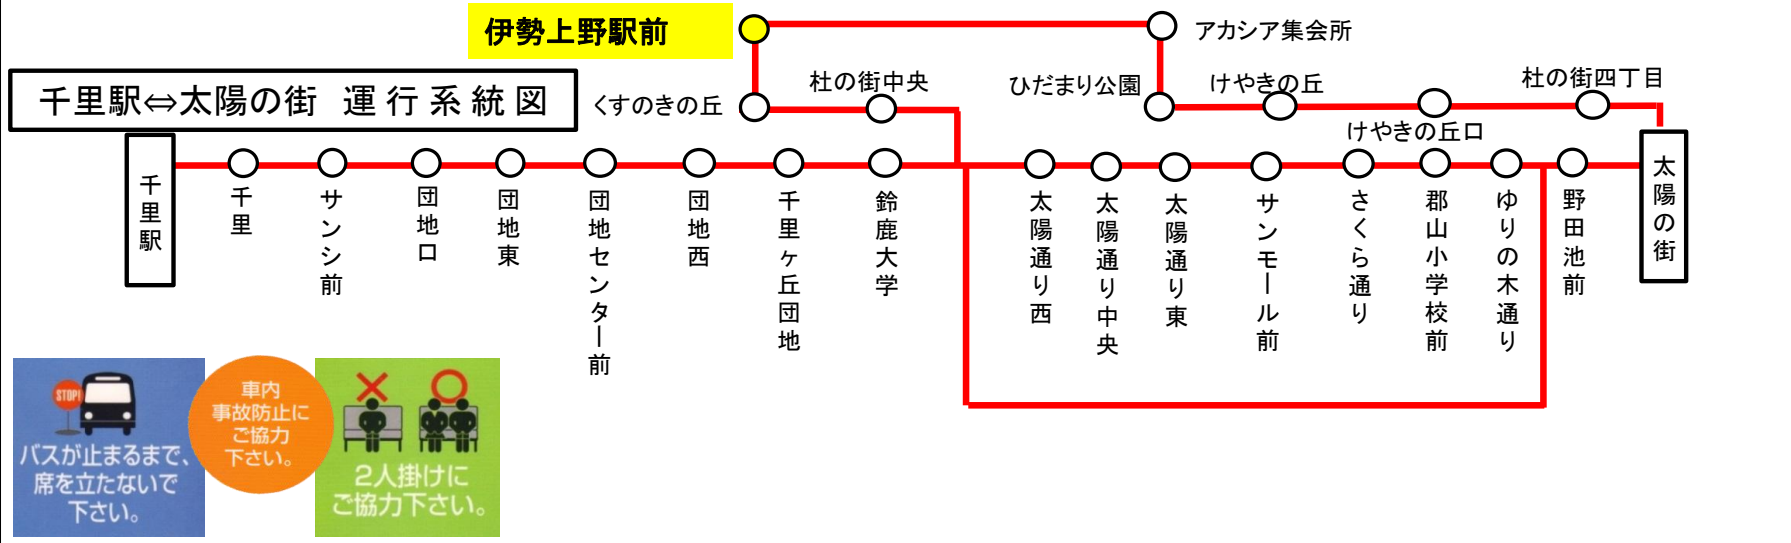 伊勢上野駅前
アカシア集会所
千里駅⇔太陽の街 運行系統図
くすのきの丘
杜の街中央
ひだまり公園
けやきの丘
けやきの丘口
杜の街四丁目
千里駅
千里
サンシ前
団地口
団地東
団地センター前
団地西
千里ヶ丘団地
鈴鹿大学
太陽通り西
太陽通り中央
太陽通り東
サンモール前
さくら通り
郡山小学校前
ゆりの木通り
野田池前
太陽の街
STOP!
バスが止まるまで、
席を立たないで
下さい。
車内
事故防止に
ご協力
下さい。
2人掛けに
ご協力下さい。